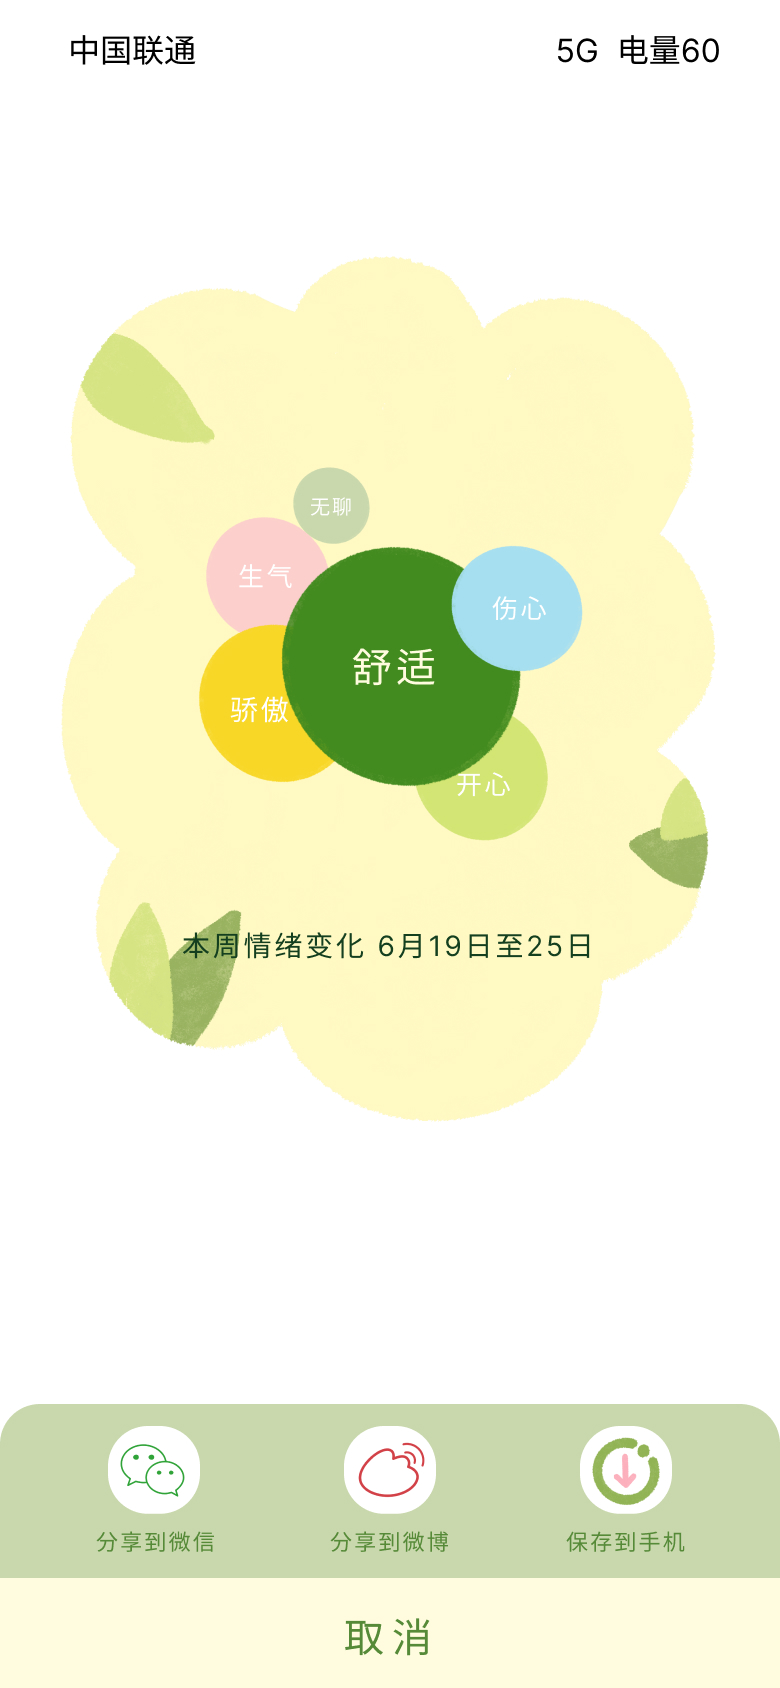 中国联通
5G 电量60
无聊
生气
伤心
舒适
骄傲
开心
本周情绪变化 6月19日至25日
分享到微信
分享到微博
保存到手机
取消